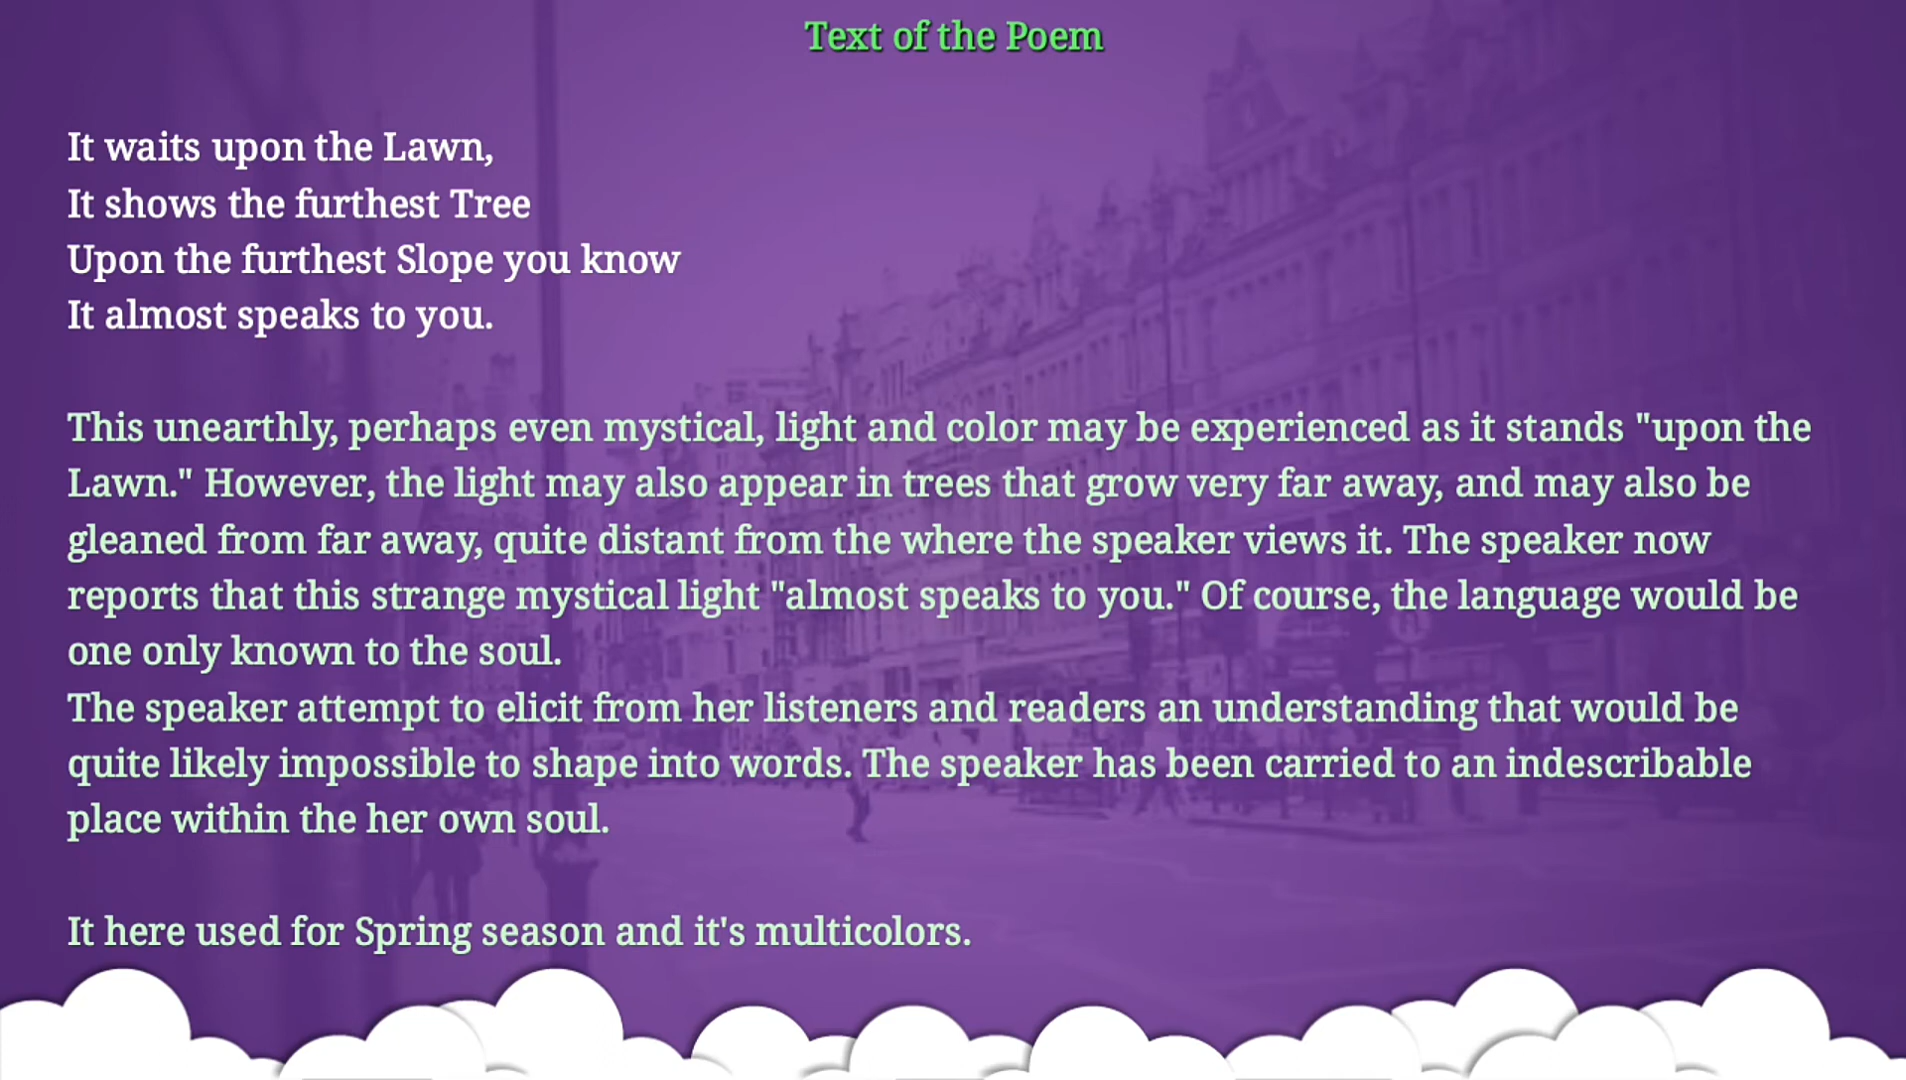 Text of the Poem
It waits upon the Lawn,
It shows the furthest Tree
Upon the furthest Slope you know
It almost speaks to you.
This unearthly, perhaps even mystical, light and color may be experienced as it stands "upon the
Lawn." However, the light may also appear in trees that grow very far away, and may also be
gleaned from far away, quite distant from the where the speaker views it. The speaker now
reports that this strange mystical light "almost speaks to you." Of course, the language would be
one only known to the soul.
The speaker attempt to elicit from her listeners and readers an understanding that would be
quite likely impossible to shape into words. The speaker has been carried to an indescribable
place within the her own soul.
It here used for Spring season and it's multicolors.